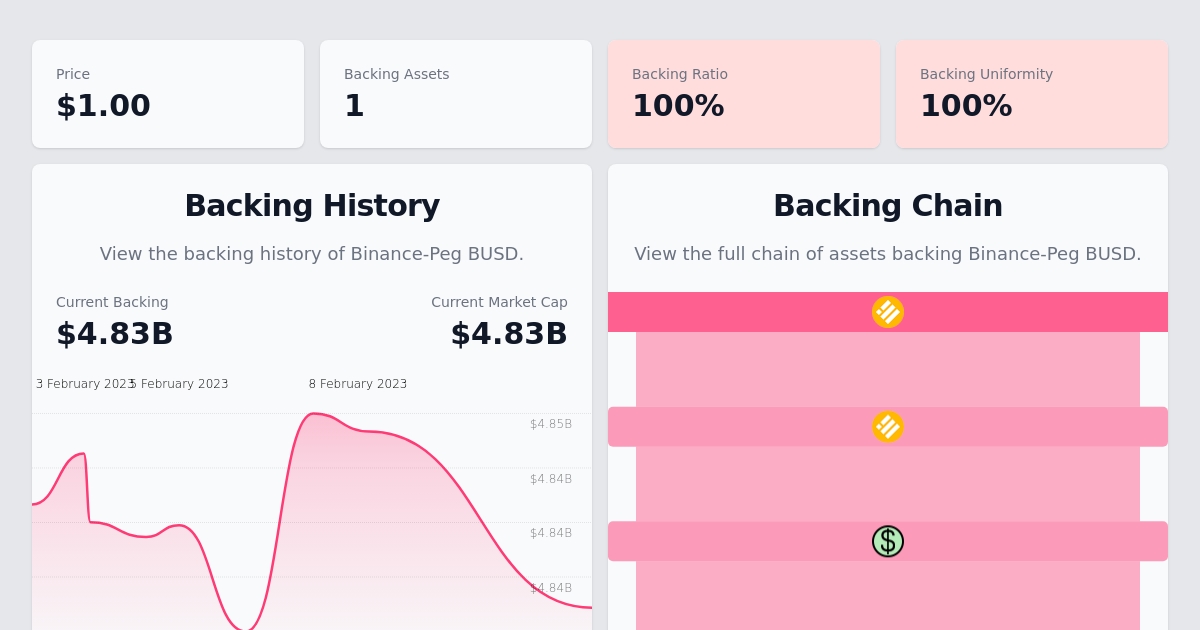 Price
$1.00
Backing Assets
1
Backing Ratio
100%
Backing Uniformity
100%
Backing History
View the backing history of Binance-Peg BUSD.
Current Backing
$4.83B
Current Market Cap
$4.83B
3 February 2023
5 February 2023
8 February 2023
$4.85B
$4.84B
$4.84B
$4.84B
Backing Chain
View the full chain of assets backing Binance-Peg BUSD.
$